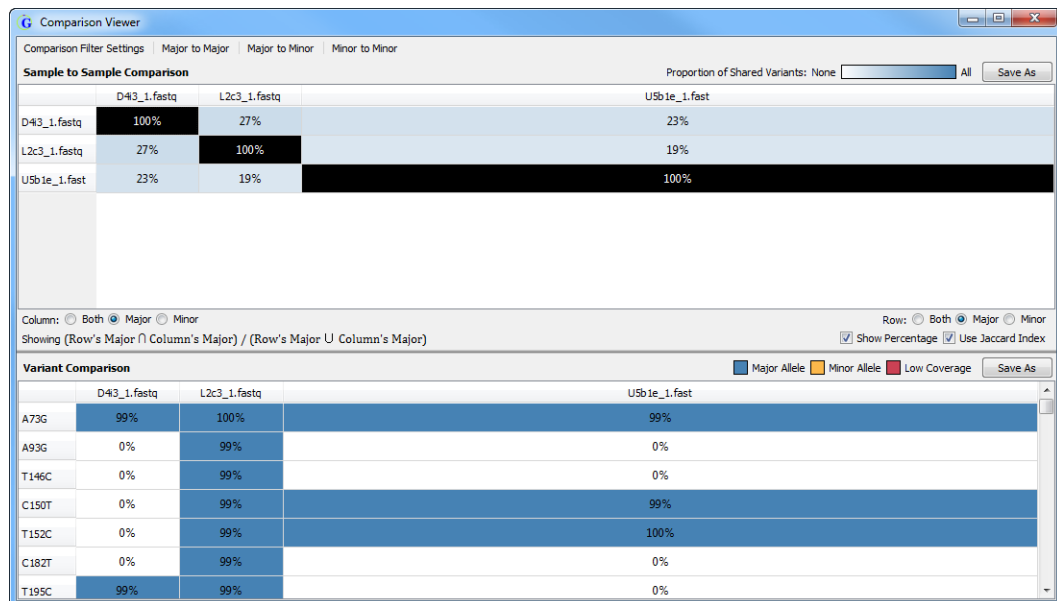 G Comparison Viewer
Comparison Filter Settings Major to Major Major to Minor Minor to Minor
Sample to Sample Comparison Proportion of Shared Variants: None All Save As
D4i3_1.fastq L2c3_1.fastq U5b1e_1.fast
D4i3_1.fastq 100% 27% 23%
L2c3_1.fastq 27% 100% 19%
U5b1e_1.fast 23% 19% 100%
Column: Both Major Minor Row: Both Major Minor
Showing (Row's Major ∩ Column's Major) / (Row's Major ∪ Column's Major) Show Percentage Use Jaccard Index
Variant Comparison Major Allele Minor Allele Low Coverage Save As
D4i3_1.fastq L2c3_1.fastq U5b1e_1.fast
A73G 99% 100% 99%
A93G 0% 99% 0%
T146C 0% 99% 0%
C150T 0% 99% 99%
T152C 0% 99% 100%
C182T 0% 99% 0%
T195C 99% 99% 0%